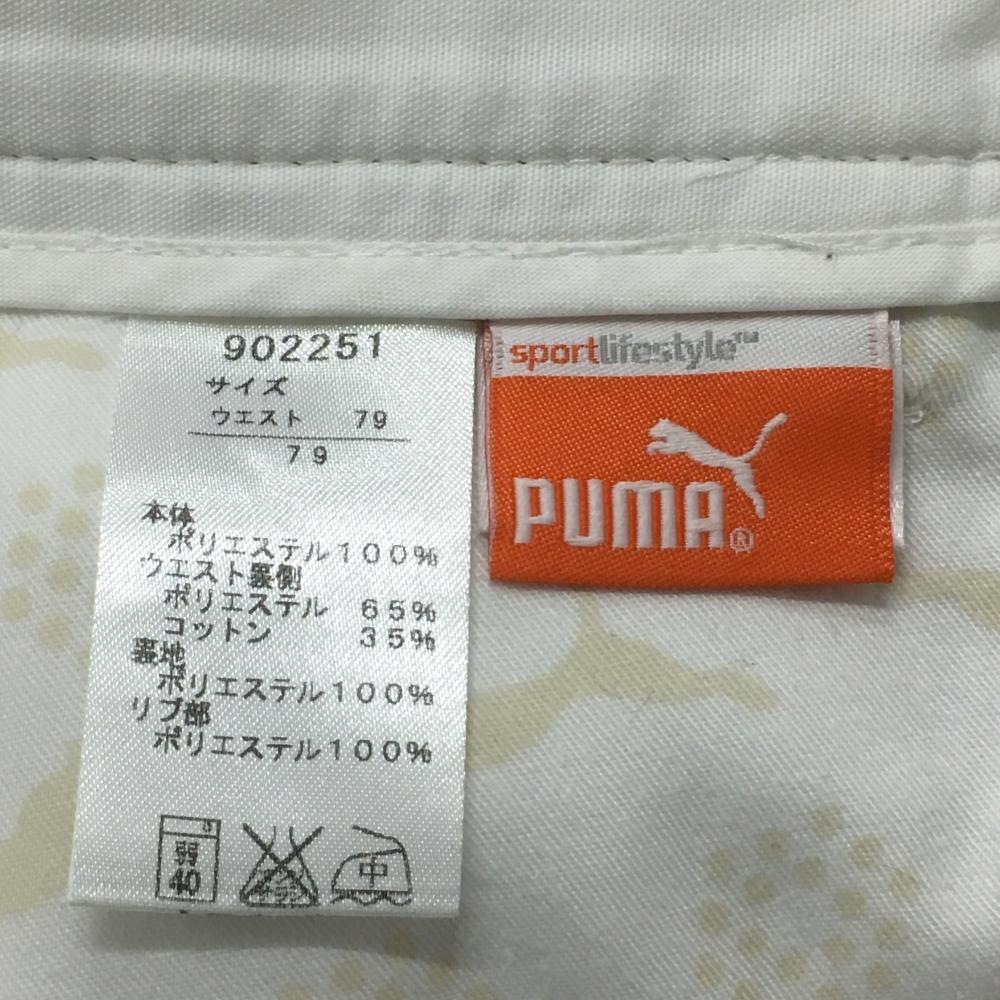 902251
サイズ
ウエスト 79
79
本体
ポリエステル100%
ウエスト裏側
ポリエステル 65%
コットン 35%
裏地
ポリエステル100%
リブ部
ポリエステル100%
弱
40
中
sportlifestyle™
PUMA®